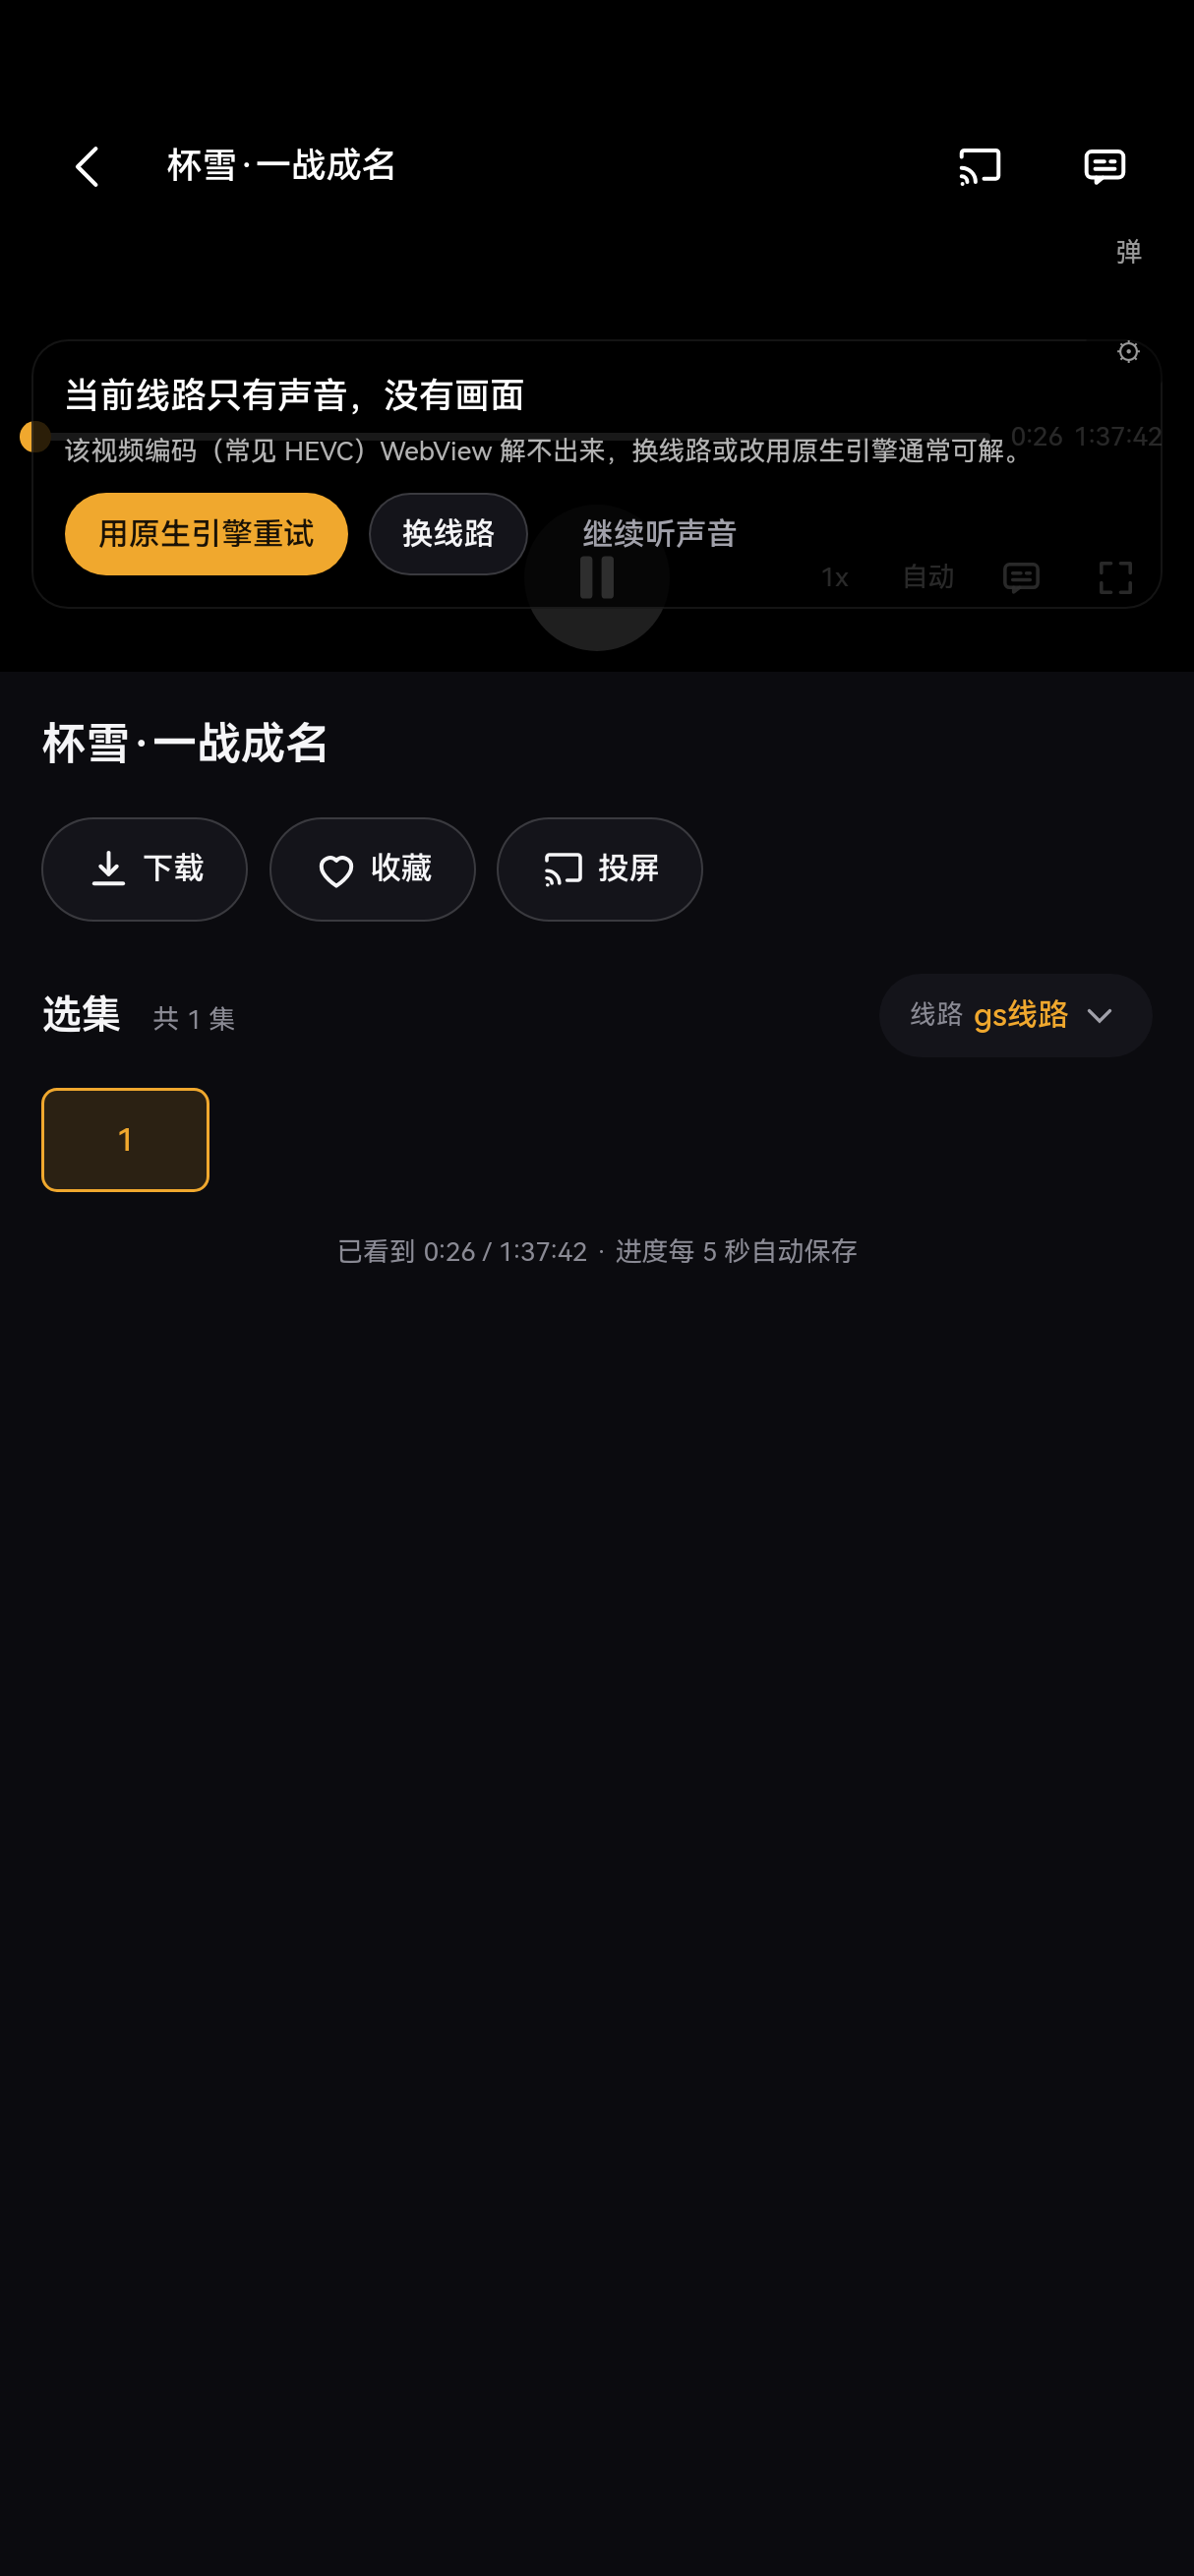 杯雪·一战成名
弹
当前线路只有声音，没有画面
0:26 1:37:42
该视频编码（常见 HEVC）WebView 解不出来，换线路或改用原生引擎通常可解。
用原生引擎重试 换线路 继续听声音
1x 自动
杯雪·一战成名
下载 收藏 投屏
选集 共 1 集 线路 gs线路
1
已看到 0:26 / 1:37:42 · 进度每 5 秒自动保存